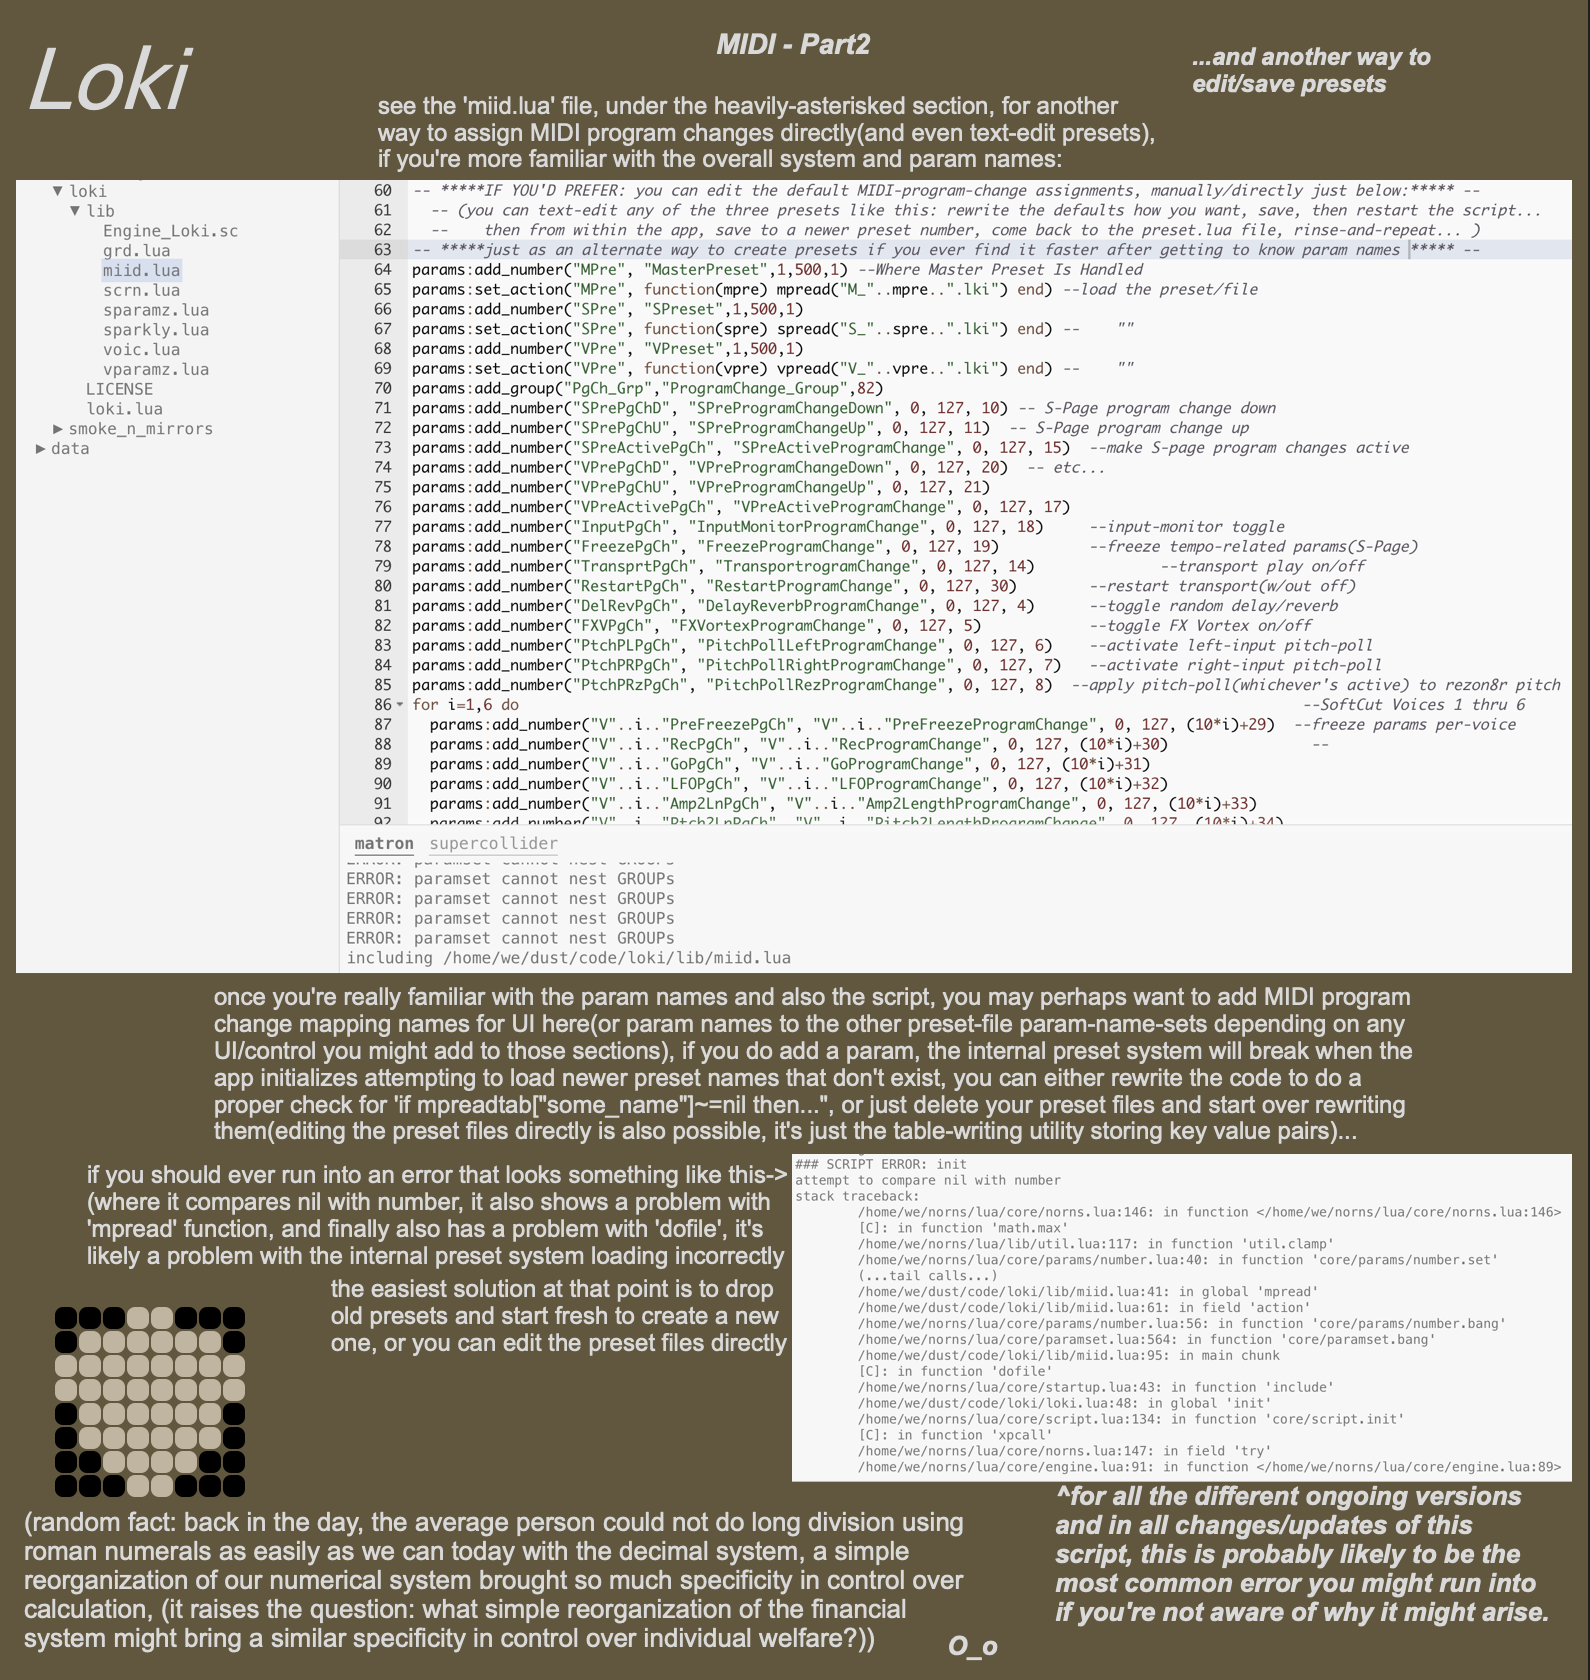 Loki
MIDI - Part2
...and another way to
edit/save presets
see the 'miid.lua' file, under the heavily-asterisked section, for another
way to assign MIDI program changes directly(and even text-edit presets),
if you're more familiar with the overall system and param names:
▼ loki
▼ lib
Engine_Loki.sc
grd.lua
miid.lua
scrn.lua
sparamz.lua
sparkly.lua
voic.lua
vparamz.lua
LICENSE
loki.lua
▶ smoke_n_mirrors
▶ data
60 -- *****IF YOU'D PREFER: you can edit the default MIDI-program-change assignments, manually/directly just below:***** --
61 -- (you can text-edit any of the three presets like this: rewrite the defaults how you want, save, then restart the script...
62 -- then from within the app, save to a newer preset number, come back to the preset.lua file, rinse-and-repeat... )
63 -- *****just as an alternate way to create presets if you ever find it faster after getting to know param names ***** --
64 params:add_number("MPre", "MasterPreset",1,500,1) --Where Master Preset Is Handled
65 params:set_action("MPre", function(mpre) mpread("M_"..mpre..".lki") end) --load the preset/file
66 params:add_number("SPre", "SPreset",1,500,1)
67 params:set_action("SPre", function(spre) spread("S_"..spre..".lki") end) -- ""
68 params:add_number("VPre", "VPreset",1,500,1)
69 params:set_action("VPre", function(vpre) vpread("V_"..vpre..".lki") end) -- ""
70 params:add_group("PgCh_Grp","ProgramChange_Group",82)
71 params:add_number("SPrePgChD", "SPreProgramChangeDown", 0, 127, 10) -- S-Page program change down
72 params:add_number("SPrePgChU", "SPreProgramChangeUp", 0, 127, 11) -- S-Page program change up
73 params:add_number("SPreActivePgCh", "SPreActiveProgramChange", 0, 127, 15) --make S-page program changes active
74 params:add_number("VPrePgChD", "VPreProgramChangeDown", 0, 127, 20) -- etc...
75 params:add_number("VPrePgChU", "VPreProgramChangeUp", 0, 127, 21)
76 params:add_number("VPreActivePgCh", "VPreActiveProgramChange", 0, 127, 17)
77 params:add_number("InputPgCh", "InputMonitorProgramChange", 0, 127, 18) --input-monitor toggle
78 params:add_number("FreezePgCh", "FreezeProgramChange", 0, 127, 19) --freeze tempo-related params(S-Page)
79 params:add_number("TransprtPgCh", "TransportrogramChange", 0, 127, 14) --transport play on/off
80 params:add_number("RestartPgCh", "RestartProgramChange", 0, 127, 30) --restart transport(w/out off)
81 params:add_number("DelRevPgCh", "DelayReverbProgramChange", 0, 127, 4) --toggle random delay/reverb
82 params:add_number("FXVPgCh", "FXVortexProgramChange", 0, 127, 5) --toggle FX Vortex on/off
83 params:add_number("PtchPLPgCh", "PitchPollLeftProgramChange", 0, 127, 6) --activate left-input pitch-poll
84 params:add_number("PtchPRPgCh", "PitchPollRightProgramChange", 0, 127, 7) --activate right-input pitch-poll
85 params:add_number("PtchPRzPgCh", "PitchPollRezProgramChange", 0, 127, 8) --apply pitch-poll(whichever's active) to rezon8r pitch
86 for i=1,6 do --SoftCut Voices 1 thru 6
87 params:add_number("V"..i.."PreFreezePgCh", "V"..i.."PreFreezeProgramChange", 0, 127, (10*i)+29) --freeze params per-voice
88 params:add_number("V"..i.."RecPgCh", "V"..i.."RecProgramChange", 0, 127, (10*i)+30) --
89 params:add_number("V"..i.."GoPgCh", "V"..i.."GoProgramChange", 0, 127, (10*i)+31)
90 params:add_number("V"..i.."LFOPgCh", "V"..i.."LFOProgramChange", 0, 127, (10*i)+32)
91 params:add_number("V"..i.."Amp2LnPgCh", "V"..i.."Amp2LengthProgramChange", 0, 127, (10*i)+33)
92 params:add_number("V"..i.."Ptch2LnPgCh", "V"..i.."Pitch2LengthProgramChange", 0, 127, (10*i)+34)
matron supercollider
ERROR: paramset cannot nest GROUPs
ERROR: paramset cannot nest GROUPs
ERROR: paramset cannot nest GROUPs
ERROR: paramset cannot nest GROUPs
ERROR: paramset cannot nest GROUPs
including /home/we/dust/code/loki/lib/miid.lua
once you're really familiar with the param names and also the script, you may perhaps want to add MIDI program
change mapping names for UI here(or param names to the other preset-file param-name-sets depending on any
UI/control you might add to those sections), if you do add a param, the internal preset system will break when the
app initializes attempting to load newer preset names that don't exist, you can either rewrite the code to do a
proper check for 'if mpreadtab["some_name"]~=nil then...", or just delete your preset files and start over rewriting
them(editing the preset files directly is also possible, it's just the table-writing utility storing key value pairs)...
if you should ever run into an error that looks something like this->
(where it compares nil with number, it also shows a problem with
'mpread' function, and finally also has a problem with 'dofile', it's
likely a problem with the internal preset system loading incorrectly
the easiest solution at that point is to drop
old presets and start fresh to create a new
one, or you can edit the preset files directly
### SCRIPT ERROR: init
attempt to compare nil with number
stack traceback:
/home/we/norns/lua/core/norns.lua:146: in function </home/we/norns/lua/core/norns.lua:146>
[C]: in function 'math.max'
/home/we/norns/lua/lib/util.lua:117: in function 'util.clamp'
/home/we/norns/lua/core/params/number.lua:40: in function 'core/params/number.set'
(...tail calls...)
/home/we/dust/code/loki/lib/miid.lua:41: in global 'mpread'
/home/we/dust/code/loki/lib/miid.lua:61: in field 'action'
/home/we/norns/lua/core/params/number.lua:56: in function 'core/params/number.bang'
/home/we/norns/lua/core/paramset.lua:564: in function 'core/paramset.bang'
/home/we/dust/code/loki/lib/miid.lua:95: in main chunk
[C]: in function 'dofile'
/home/we/norns/lua/core/startup.lua:43: in function 'include'
/home/we/dust/code/loki/loki.lua:48: in global 'init'
/home/we/norns/lua/core/script.lua:134: in function 'core/script.init'
[C]: in function 'xpcall'
/home/we/norns/lua/core/norns.lua:147: in field 'try'
/home/we/norns/lua/core/engine.lua:91: in function </home/we/norns/lua/core/engine.lua:89>
^for all the different ongoing versions
and in all changes/updates of this
script, this is probably likely to be the
most common error you might run into
if you're not aware of why it might arise.
(random fact: back in the day, the average person could not do long division using
roman numerals as easily as we can today with the decimal system, a simple
reorganization of our numerical system brought so much specificity in control over
calculation, (it raises the question: what simple reorganization of the financial
system might bring a similar specificity in control over individual welfare?))
O_o